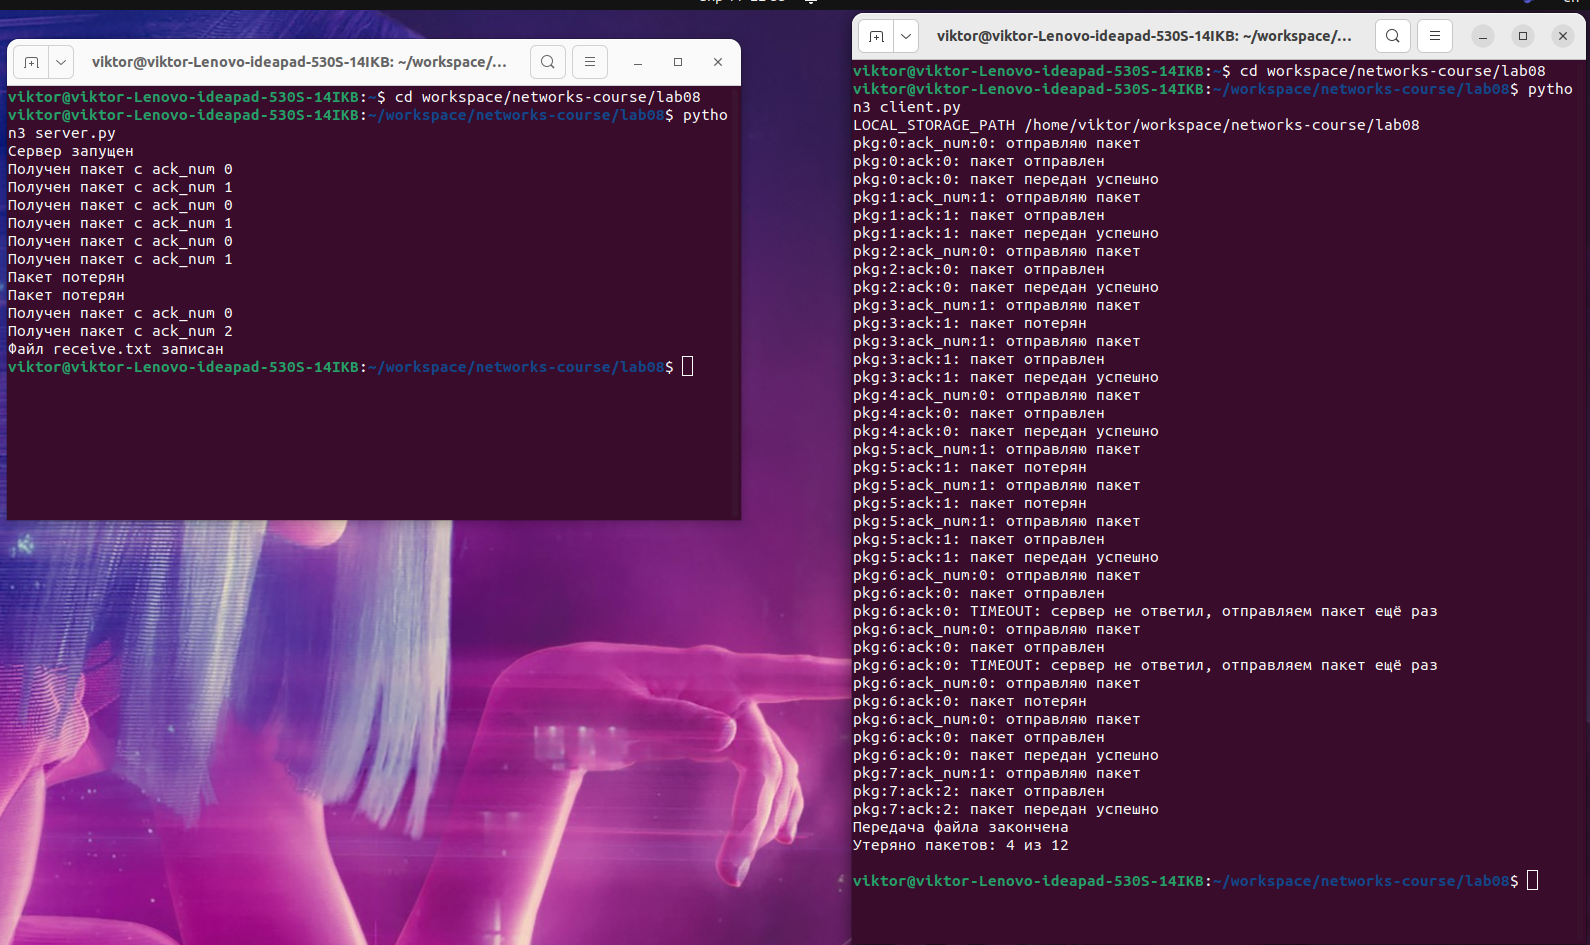 viktor@viktor-Lenovo-ideapad-530S-14IKB: ~/workspace/...
viktor@viktor-Lenovo-ideapad-530S-14IKB:~$ cd workspace/networks-course/lab08
viktor@viktor-Lenovo-ideapad-530S-14IKB:~/workspace/networks-course/lab08$ pytho
n3 server.py
Сервер запущен
Получен пакет с ack_num 0
Получен пакет с ack_num 1
Получен пакет с ack_num 0
Получен пакет с ack_num 1
Получен пакет с ack_num 0
Получен пакет с ack_num 1
Пакет потерян
Пакет потерян
Получен пакет с ack_num 0
Получен пакет с ack_num 2
Файл receive.txt записан
viktor@viktor-Lenovo-ideapad-530S-14IKB:~/workspace/networks-course/lab08$
viktor@viktor-Lenovo-ideapad-530S-14IKB: ~/workspace/...
viktor@viktor-Lenovo-ideapad-530S-14IKB:~$ cd workspace/networks-course/lab08
viktor@viktor-Lenovo-ideapad-530S-14IKB:~/workspace/networks-course/lab08$ pytho
n3 client.py
LOCAL_STORAGE_PATH /home/viktor/workspace/networks-course/lab08
pkg:0:ack_num:0: отправляю пакет
pkg:0:ack:0: пакет отправлен
pkg:0:ack:0: пакет передан успешно
pkg:1:ack_num:1: отправляю пакет
pkg:1:ack:1: пакет отправлен
pkg:1:ack:1: пакет передан успешно
pkg:2:ack_num:0: отправляю пакет
pkg:2:ack:0: пакет отправлен
pkg:2:ack:0: пакет передан успешно
pkg:3:ack_num:1: отправляю пакет
pkg:3:ack:1: пакет потерян
pkg:3:ack_num:1: отправляю пакет
pkg:3:ack:1: пакет отправлен
pkg:3:ack:1: пакет передан успешно
pkg:4:ack_num:0: отправляю пакет
pkg:4:ack:0: пакет отправлен
pkg:4:ack:0: пакет передан успешно
pkg:5:ack_num:1: отправляю пакет
pkg:5:ack:1: пакет потерян
pkg:5:ack_num:1: отправляю пакет
pkg:5:ack:1: пакет потерян
pkg:5:ack_num:1: отправляю пакет
pkg:5:ack:1: пакет отправлен
pkg:5:ack:1: пакет передан успешно
pkg:6:ack_num:0: отправляю пакет
pkg:6:ack:0: пакет отправлен
pkg:6:ack:0: TIMEOUT: сервер не ответил, отправляем пакет ещё раз
pkg:6:ack_num:0: отправляю пакет
pkg:6:ack:0: пакет отправлен
pkg:6:ack:0: TIMEOUT: сервер не ответил, отправляем пакет ещё раз
pkg:6:ack_num:0: отправляю пакет
pkg:6:ack:0: пакет потерян
pkg:6:ack_num:0: отправляю пакет
pkg:6:ack:0: пакет отправлен
pkg:6:ack:0: пакет передан успешно
pkg:7:ack_num:1: отправляю пакет
pkg:7:ack:2: пакет отправлен
pkg:7:ack:2: пакет передан успешно
Передача файла закончена
Утеряно пакетов: 4 из 12
viktor@viktor-Lenovo-ideapad-530S-14IKB:~/workspace/networks-course/lab08$